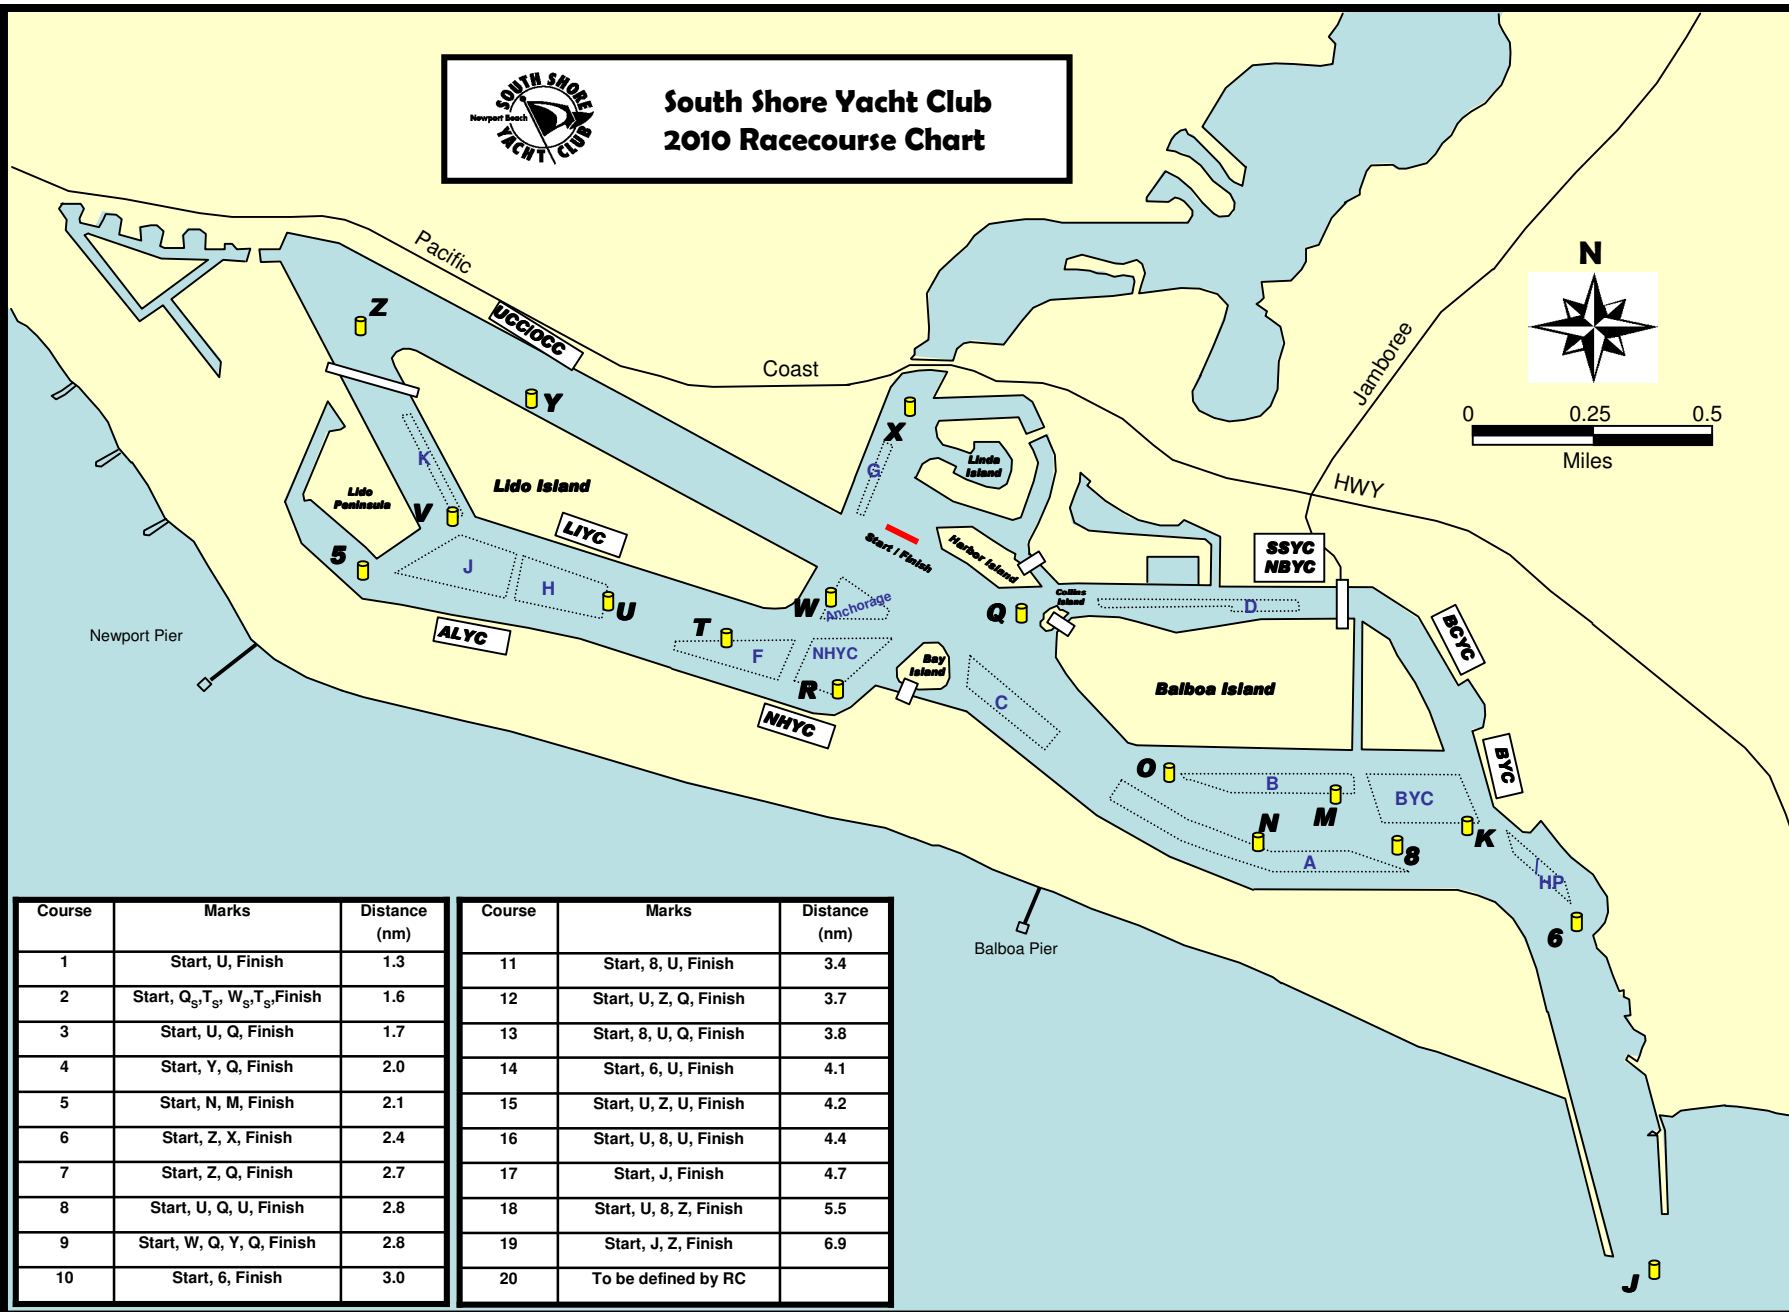 SOUTH SHORE
Newport Beach
YACHT CLUB
South Shore Yacht Club
2010 Racecourse Chart
N
0 0.25 0.5
Miles
Pacific
Coast
HWY
Jamboree
UCC/OCC
Z
Y
X
G
Linda
Island
K
Lido Island
Lido
Peninsula
V
LIYC
Start / Finish
Harbor Island
SSYC
NBYC
5
J
H
U
W
Anchorage
Q
Collins
Island
D
BCYC
ALYC
T
F
NHYC
Bay
Island
R
NHYC
C
Balboa Island
Newport Pier
BYC
O
B
M
BYC
N
A
8
K
HP
6
Balboa Pier
J
Course Marks Distance
(nm)
1 Start, U, Finish 1.3
2 Start, QS,TS, WS,TS,Finish 1.6
3 Start, U, Q, Finish 1.7
4 Start, Y, Q, Finish 2.0
5 Start, N, M, Finish 2.1
6 Start, Z, X, Finish 2.4
7 Start, Z, Q, Finish 2.7
8 Start, U, Q, U, Finish 2.8
9 Start, W, Q, Y, Q, Finish 2.8
10 Start, 6, Finish 3.0
Course Marks Distance
(nm)
11 Start, 8, U, Finish 3.4
12 Start, U, Z, Q, Finish 3.7
13 Start, 8, U, Q, Finish 3.8
14 Start, 6, U, Finish 4.1
15 Start, U, Z, U, Finish 4.2
16 Start, U, 8, U, Finish 4.4
17 Start, J, Finish 4.7
18 Start, U, 8, Z, Finish 5.5
19 Start, J, Z, Finish 6.9
20 To be defined by RC